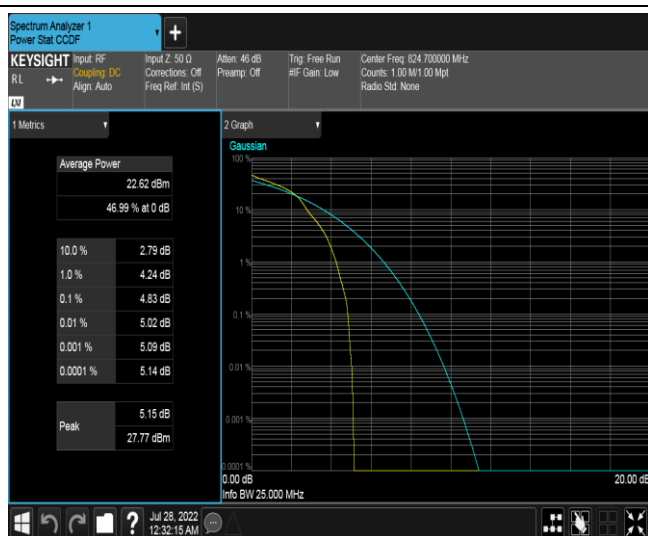 Spectrum Analyzer 1
Power Stat CCDF
+
KEYSIGHT
RL
LXI
Input: RF
Coupling: DC
Align: Auto
Input Z: 50 Ω
Corrections: Off
Freq Ref: Int (S)
Atten: 46 dB
Preamp: Off
Trig: Free Run
#IF Gain: Low
Center Freq: 824.700000 MHz
Counts: 1.00 M/1.00 Mpt
Radio Std: None
1 Metrics
Average Power
22.62 dBm
46.99 % at 0 dB
10.0 % 2.79 dB
1.0 % 4.24 dB
0.1 % 4.83 dB
0.01 % 5.02 dB
0.001 % 5.09 dB
0.0001 % 5.14 dB
Peak 5.15 dB
27.77 dBm
2 Graph
Gaussian
100 %
10 %
1 %
0.1 %
0.01 %
0.001 %
0.0001 %
0.00 dB 20.00 dB
Info BW 25.000 MHz
?
Jul 28, 2022
12:32:15 AM